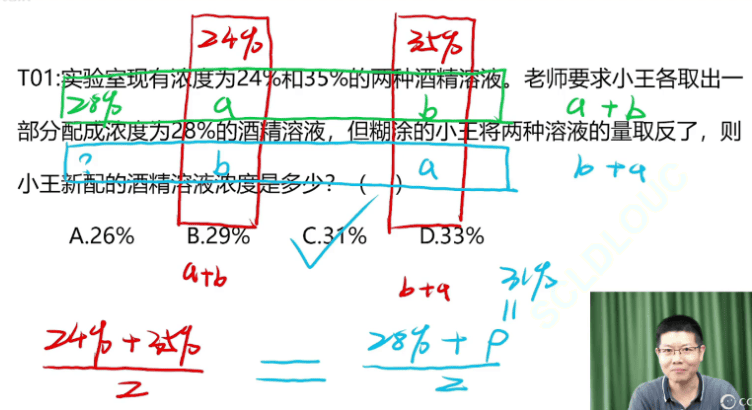 24% 35%
T01:实验室现有浓度为24%和35%的两种酒精溶液。老师要求小王各取出一
28% a b a+b
部分配成浓度为28%的酒精溶液，但糊涂的小王将两种溶液的量取反了，则
? b a b+a
小王新配的酒精溶液浓度是多少？（ ）
A.26% B.29% C.31% D.33%
a+b b+a 31%
=
24%+35% = 28%+P
2 2
SCLDLOUC